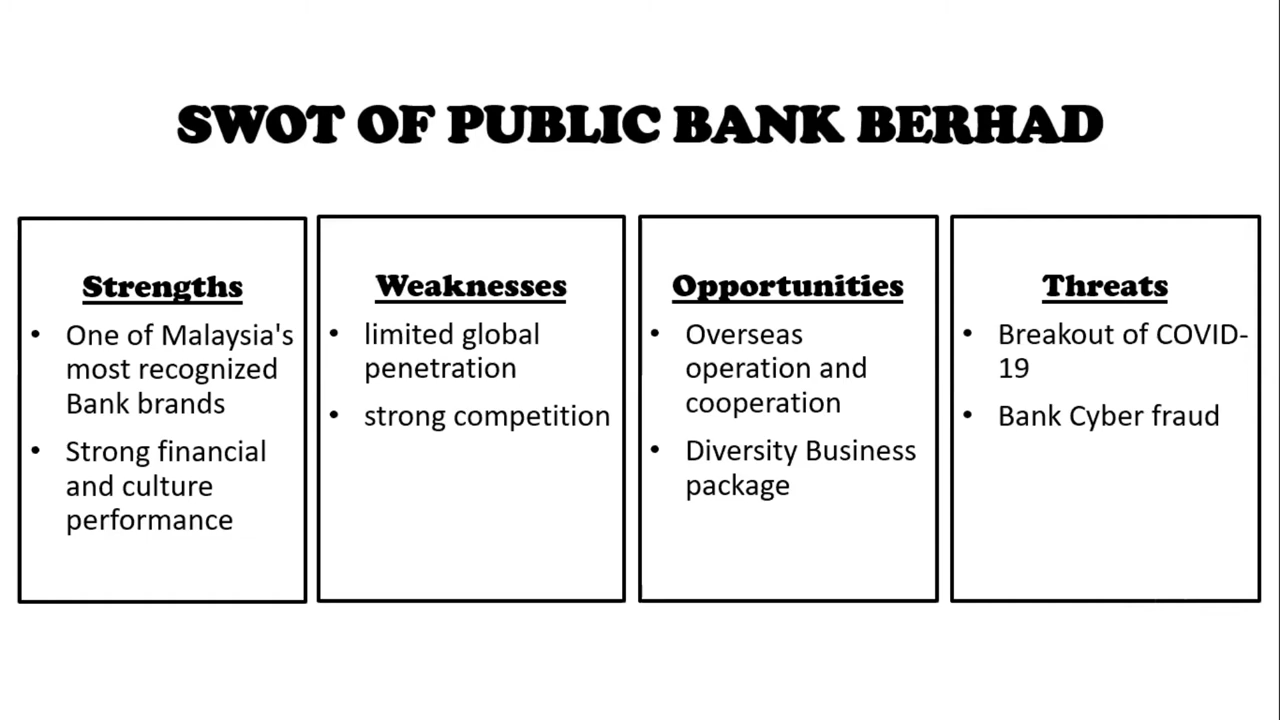 SWOT OF PUBLIC BANK BERHAD
Strengths
• One of Malaysia's
most recognized
Bank brands
• Strong financial
and culture
performance
Weaknesses
• limited global
penetration
• strong competition
Opportunities
• Overseas
operation and
cooperation
• Diversity Business
package
Threats
• Breakout of COVID-
19
• Bank Cyber fraud